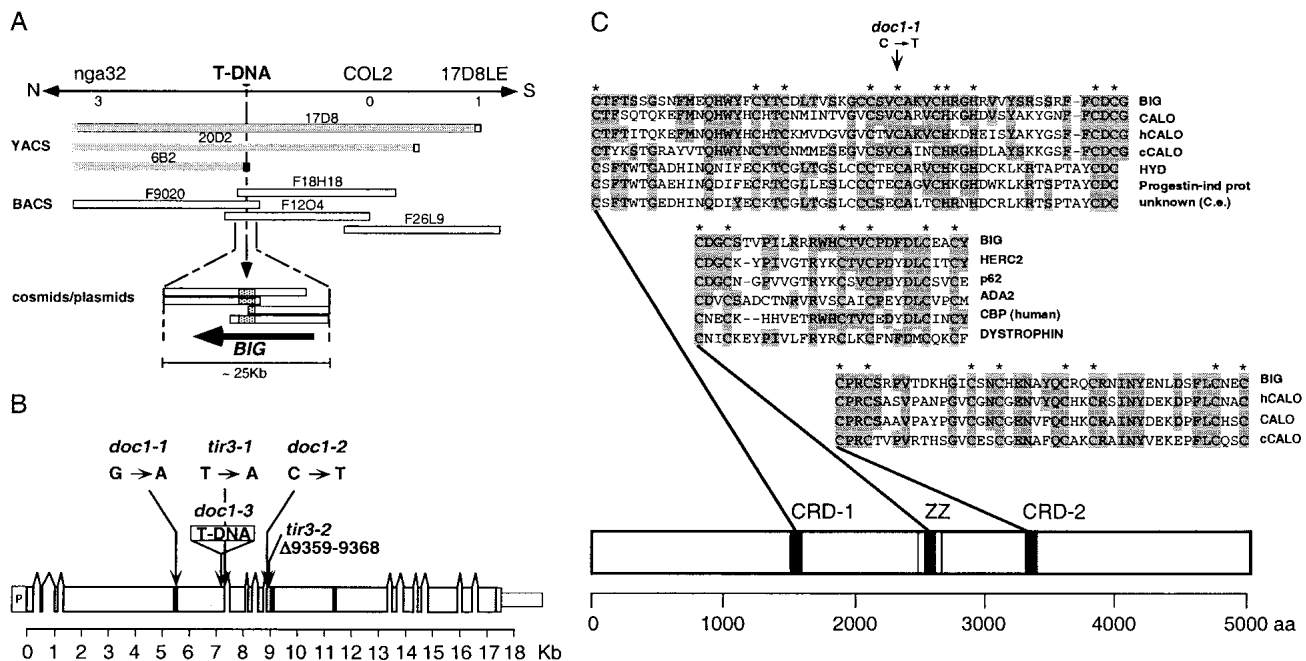 A
nga32 T-DNA COL2 17D8LE
N S
3 0 1
17D8
YACS 20D2
6B2
F18H18
BACS F9020
F12O4
F26L9
cosmids/plasmids
BIG
~ 25Kb
B
doc1-1 tir3-1 doc1-2
G → A T → A C → T
doc1-3
T-DNA tir3-2
Δ9359-9368
P
0 1 2 3 4 5 6 7 8 9 10 11 12 13 14 15 16 17 18 Kb
C
doc1-1
C → T
* * * * * * * * * *
CTFTSSGSNFMEQHWYFCYTCDLTVSKGCCSVCAKVCHRGHRVVYSRSSRF-FCDCG BIG
CTFSQTQKEFMNQHWYHCHTCNMINTVGVCSVCARVCHKGHDVSYAKYGNF-FCDCG CALO
CTFTITQKEFMNQHWYHCHTCKMVDGVGVCTVCAKVCHKDHEISYAKYGSF-FCDCG hCALO
CTYKSTGRAYVTQHWYNCYTCNMMESEGVCSVCAINCHRGHDLAYSKKGSF-FCDCG cCALO
CSFTWTGADHINQNIFECKTCGLTGSLCCCTECARVCHKGHDCKLKRTAPTAYCDC HYD
CSFTWTGAEHINQDIFECRTCGLLESLCCCTECAGVCHKGHDWKLKRTSPTAYCDC Progestin-ind prot
CSFTWTGEDHINQDIYECKTCGLTGSLCCCSECALTCHRNHDCRLKRTSPTAYCDC unknown (C.e.)
* * * * * *
CDGCSTVPILRRRWHCTVCPDFDLCEACY BIG
CDGCK-YPIVGTRYKCTVCPDYDLCITCY HERC2
CDGCN-GPVVGTRYKCSVCPDYDLCSVCE p62
CDVCSADCTNRVRVSCAICPEYDLCVPCM ADA2
CNECK--HHVETRWHCTVCEDYDLCINCY CBP (human)
CNICKEYPIVLFRYRCLKCFNFDMCQKCF DYSTROPHIN
* * * * * * * *
CPRCSRPVTDKHGICSNCHENAYQCRQCRNINYENLDSFLCNEC BIG
CPRCSASVPANPGVCGNCGENVYQCHKCRSINYDEKDPFLCNAC hCALO
CPRCSAAVPAYPGVCGNCGENVFQCHKCRAINYDEKDPFLCHSC CALO
CPRCTVPVRTHSGVCESCGENAFQCAKCRAINYVEKEPFLCQSC cCALO
CRD-1 ZZ CRD-2
0 1000 2000 3000 4000 5000 aa